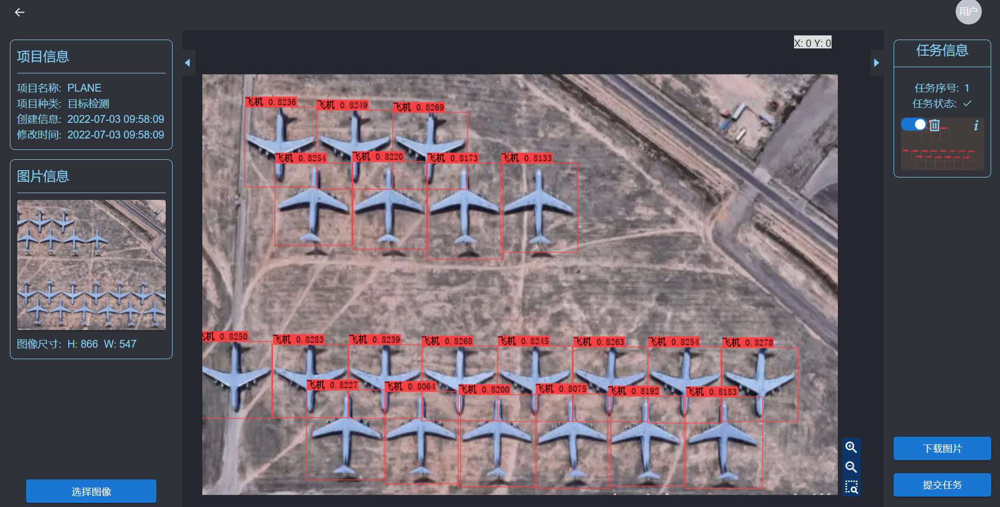 用户
项目信息
项目名称: PLANE
项目种类: 目标检测
创建信息: 2022-07-03 09:58:09
修改时间: 2022-07-03 09:58:09
图片信息
图像尺寸: H: 866 W: 547
选择图像
X: 0 Y: 0
飞机 0.8236
飞机 0.8249
飞机 0.8269
飞机 0.8254
飞机 0.8220
飞机 0.8173
飞机 0.8133
飞机 0.8250
飞机 0.8283
飞机 0.8239
飞机 0.8268
飞机 0.8245
飞机 0.8263
飞机 0.8254
飞机 0.8278
飞机 0.8227
飞机 0.8064
飞机 0.8200
飞机 0.8075
飞机 0.8192
飞机 0.8183
任务信息
任务序号: 1
任务状态: ✓
i
下载图片
提交任务